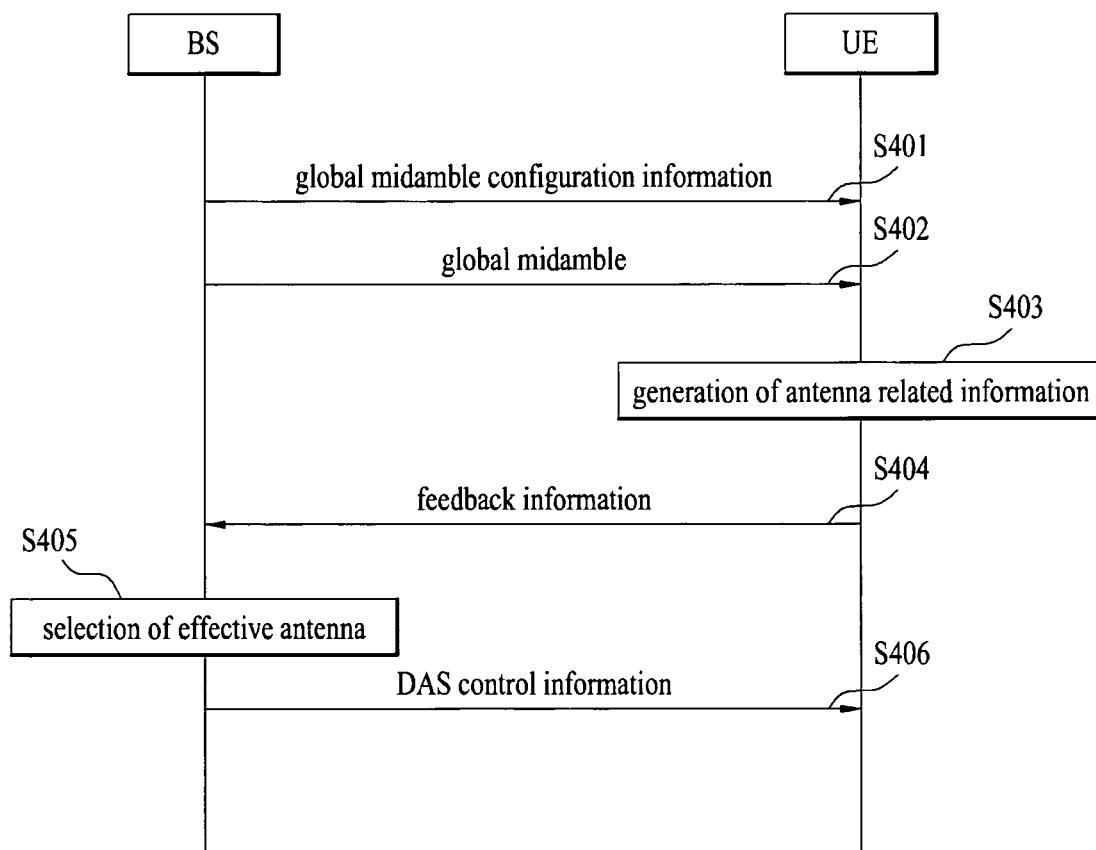 BS
UE
S401
global midamble configuration information
S402
global midamble
S403
generation of antenna related information
S404
feedback information
S405
selection of effective antenna
S406
DAS control information